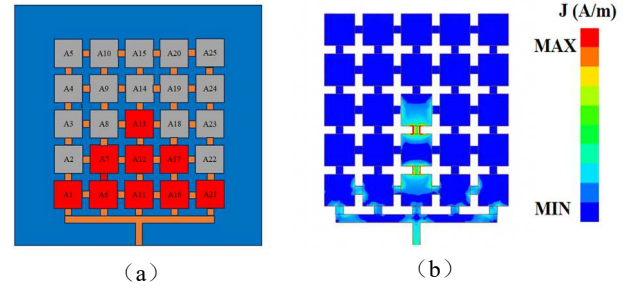 J (A/m)
MAX
MIN
A5 A10 A15 A20 A25
A4 A9 A14 A19 A24
A3 A8 A13 A18 A23
A2 A7 A12 A17 A22
A1 A6 A11 A16 A21
(a) (b)